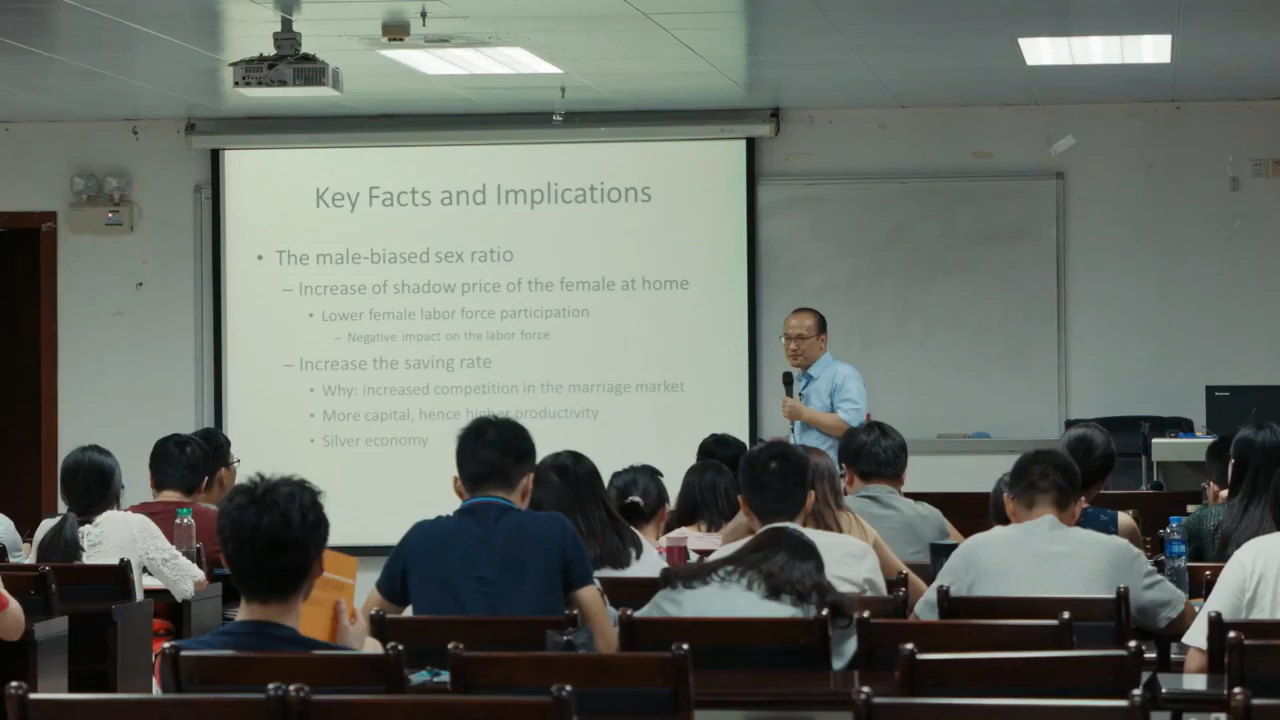 Key Facts and Implications
• The male-biased sex ratio
– Increase of shadow price of the female at home
• Lower female labor force participation
– Negative impact on the labor force
– Increase the saving rate
• Why: increased competition in the marriage market
• More capital, hence higher productivity
• Silver economy